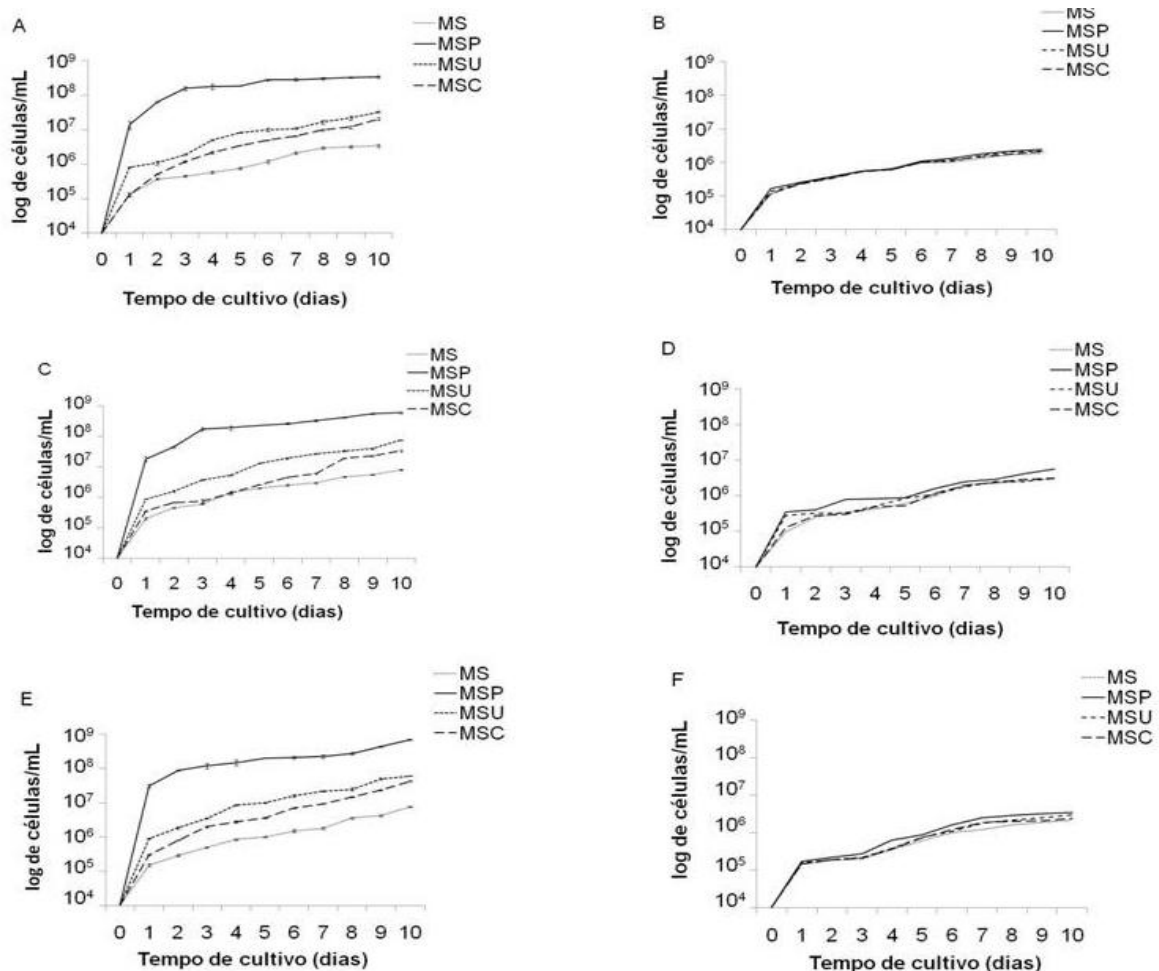 A
MS
MSP
MSU
MSC
log de células/mL
10⁹
10⁸
10⁷
10⁶
10⁵
10⁴
0 1 2 3 4 5 6 7 8 9 10
Tempo de cultivo (dias)
B
MS
MSP
MSU
MSC
log de células/mL
10⁹
10⁸
10⁷
10⁶
10⁵
10⁴
0 1 2 3 4 5 6 7 8 9 10
Tempo de cultivo (dias)
C
MS
MSP
MSU
MSC
log de células/mL
10⁹
10⁸
10⁷
10⁶
10⁵
10⁴
0 1 2 3 4 5 6 7 8 9 10
Tempo de cultivo (dias)
D
MS
MSP
MSU
MSC
log de células/mL
10⁹
10⁸
10⁷
10⁶
10⁵
10⁴
0 1 2 3 4 5 6 7 8 9 10
Tempo de cultivo (dias)
E
MS
MSP
MSU
MSC
log de células/mL
10⁹
10⁸
10⁷
10⁶
10⁵
10⁴
0 1 2 3 4 5 6 7 8 9 10
Tempo de cultivo (dias)
F
MS
MSP
MSU
MSC
log de células/mL
10⁹
10⁸
10⁷
10⁶
10⁵
10⁴
0 1 2 3 4 5 6 7 8 9 10
Tempo de cultivo (dias)